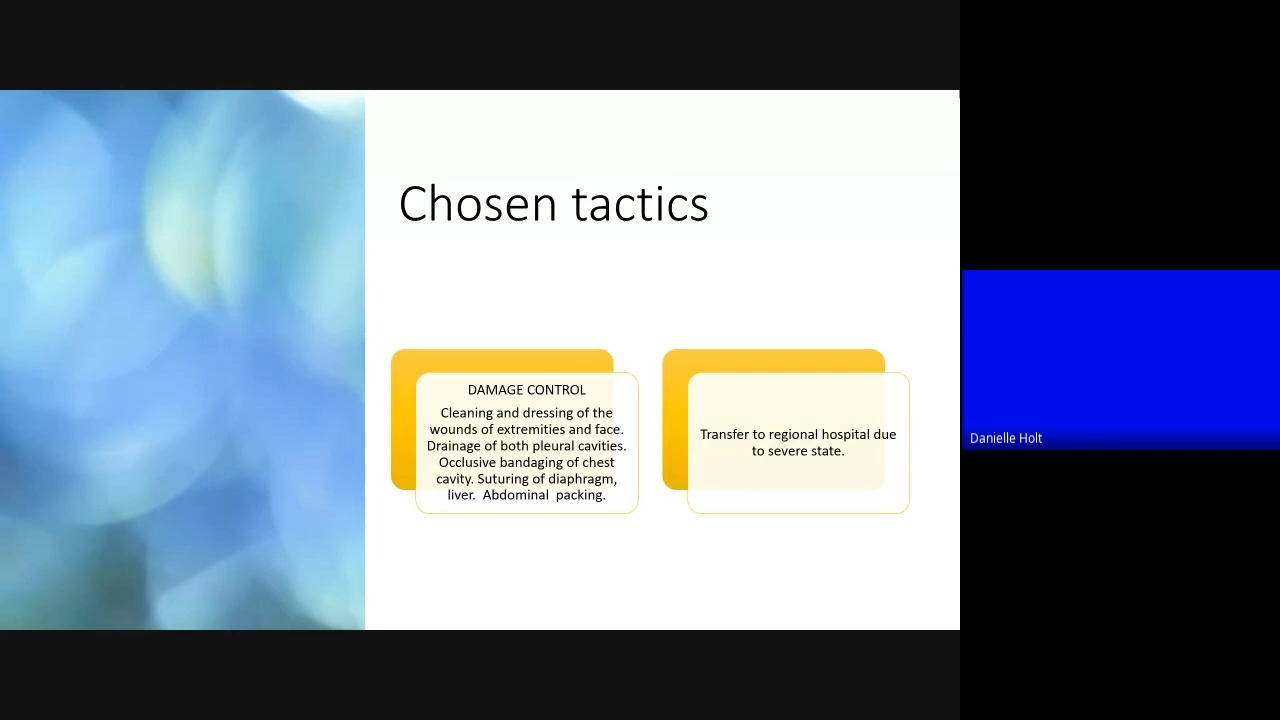 Chosen tactics
DAMAGE CONTROL
Cleaning and dressing of the
wounds of extremities and face.
Drainage of both pleural cavities.
Occlusive bandaging of chest
cavity. Suturing of diaphragm,
liver.  Abdominal  packing.
Transfer to regional hospital due
to severe state.
Danielle Holt